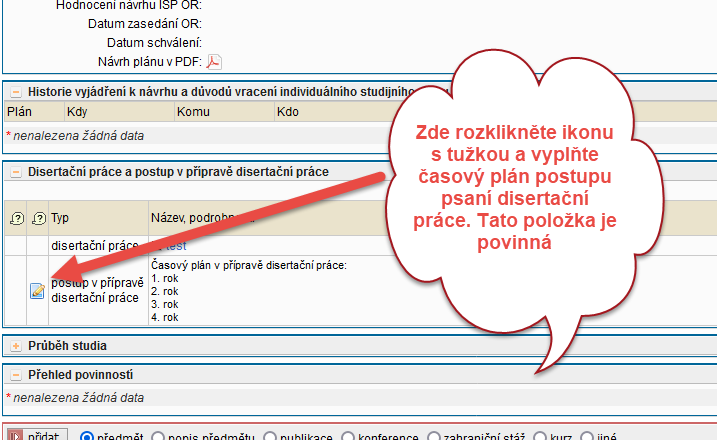 Hodnocení návrhu ISP OR:
Datum zasedání OR:
Datum schválení:
Návrh plánu v PDF:
Historie vyjádření k návrhu a důvodů vracení individuálního studijního
Plán Kdy Komu Kdo
* nenalezena žádná data
Zde rozklikněte ikonu
s tužkou a vyplňte
časový plán postupu
psaní disertační
práce. Tato položka je
povinná
Disertační práce a postup v přípravě disertační práce
Typ Název,
disertační práce test
postup v přípravě
disertační práce
Časový plán v přípravě disertační práce:
1. rok
2. rok
3. rok
4. rok
Průběh studia
Přehled povinností
* nenalezena žádná data
přidat předmět popis předmětu publikace konference zahraniční stáž kurz jiné